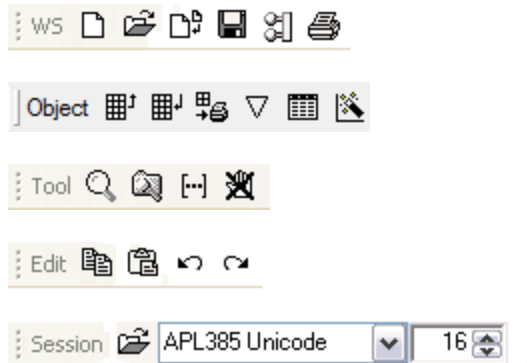 WS
Object
Tool
Edit
Session APL385 Unicode 16